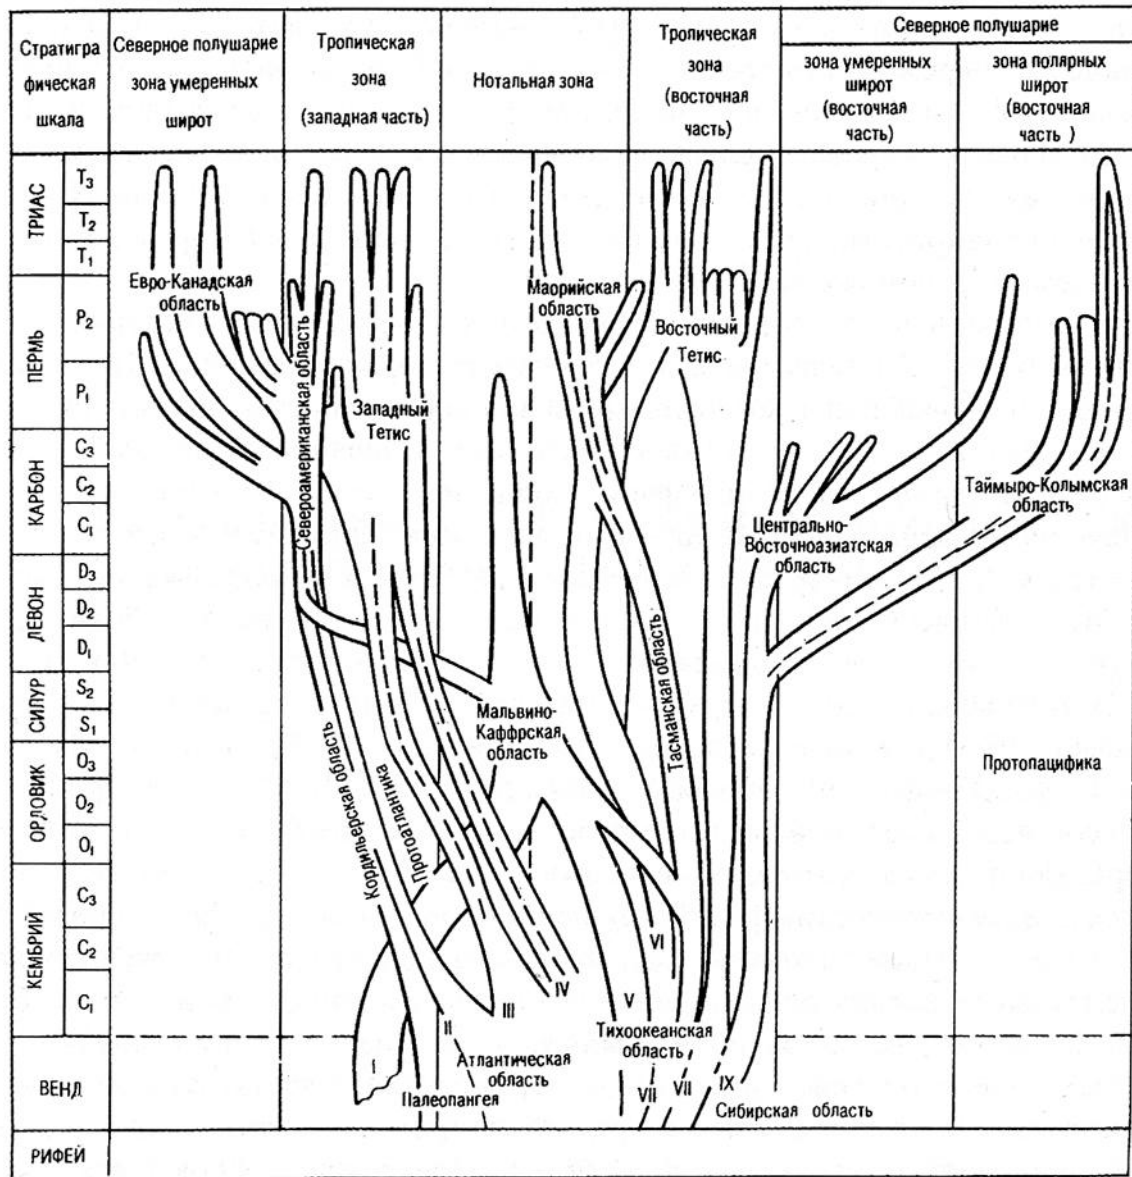 Стратигра
фическая
шкала
Северное полушарие
зона умеренных
широт
Тропическая
зона
(западная часть)
Нотальная зона
Тропическая
зона
(восточная
часть)
Северное полушарие
зона умеренных
широт
(восточная
часть)
зона полярных
широт
(восточная
часть )
ТРИАС
T3
T2
T1
ПЕРМЬ
P2
P1
КАРБОН
C3
C2
C1
ЛЕВОН
D3
D2
D1
СИЛУР
S2
S1
ОРЛОВИК
O3
O2
O1
КЕМБРИЙ
C3
C2
C1
ВЕНД
РИФЕЙ
Евро-Канадская
область
Североамериканская область
Западный
Тетис
Маорийская
область
Восточный
Тетис
Центрально-
Восточноазиатская
область
Таймыро-Колымская
область
Мальвино-
Каффрская
область
Тасманская область
Кордильерская область
Протоатлантика
Протопацифика
I
II
III
IV
V
VI
VII
VII
IX
Тихоокеанская
область
Атлантическая
область
Палеопангея
Сибирская область